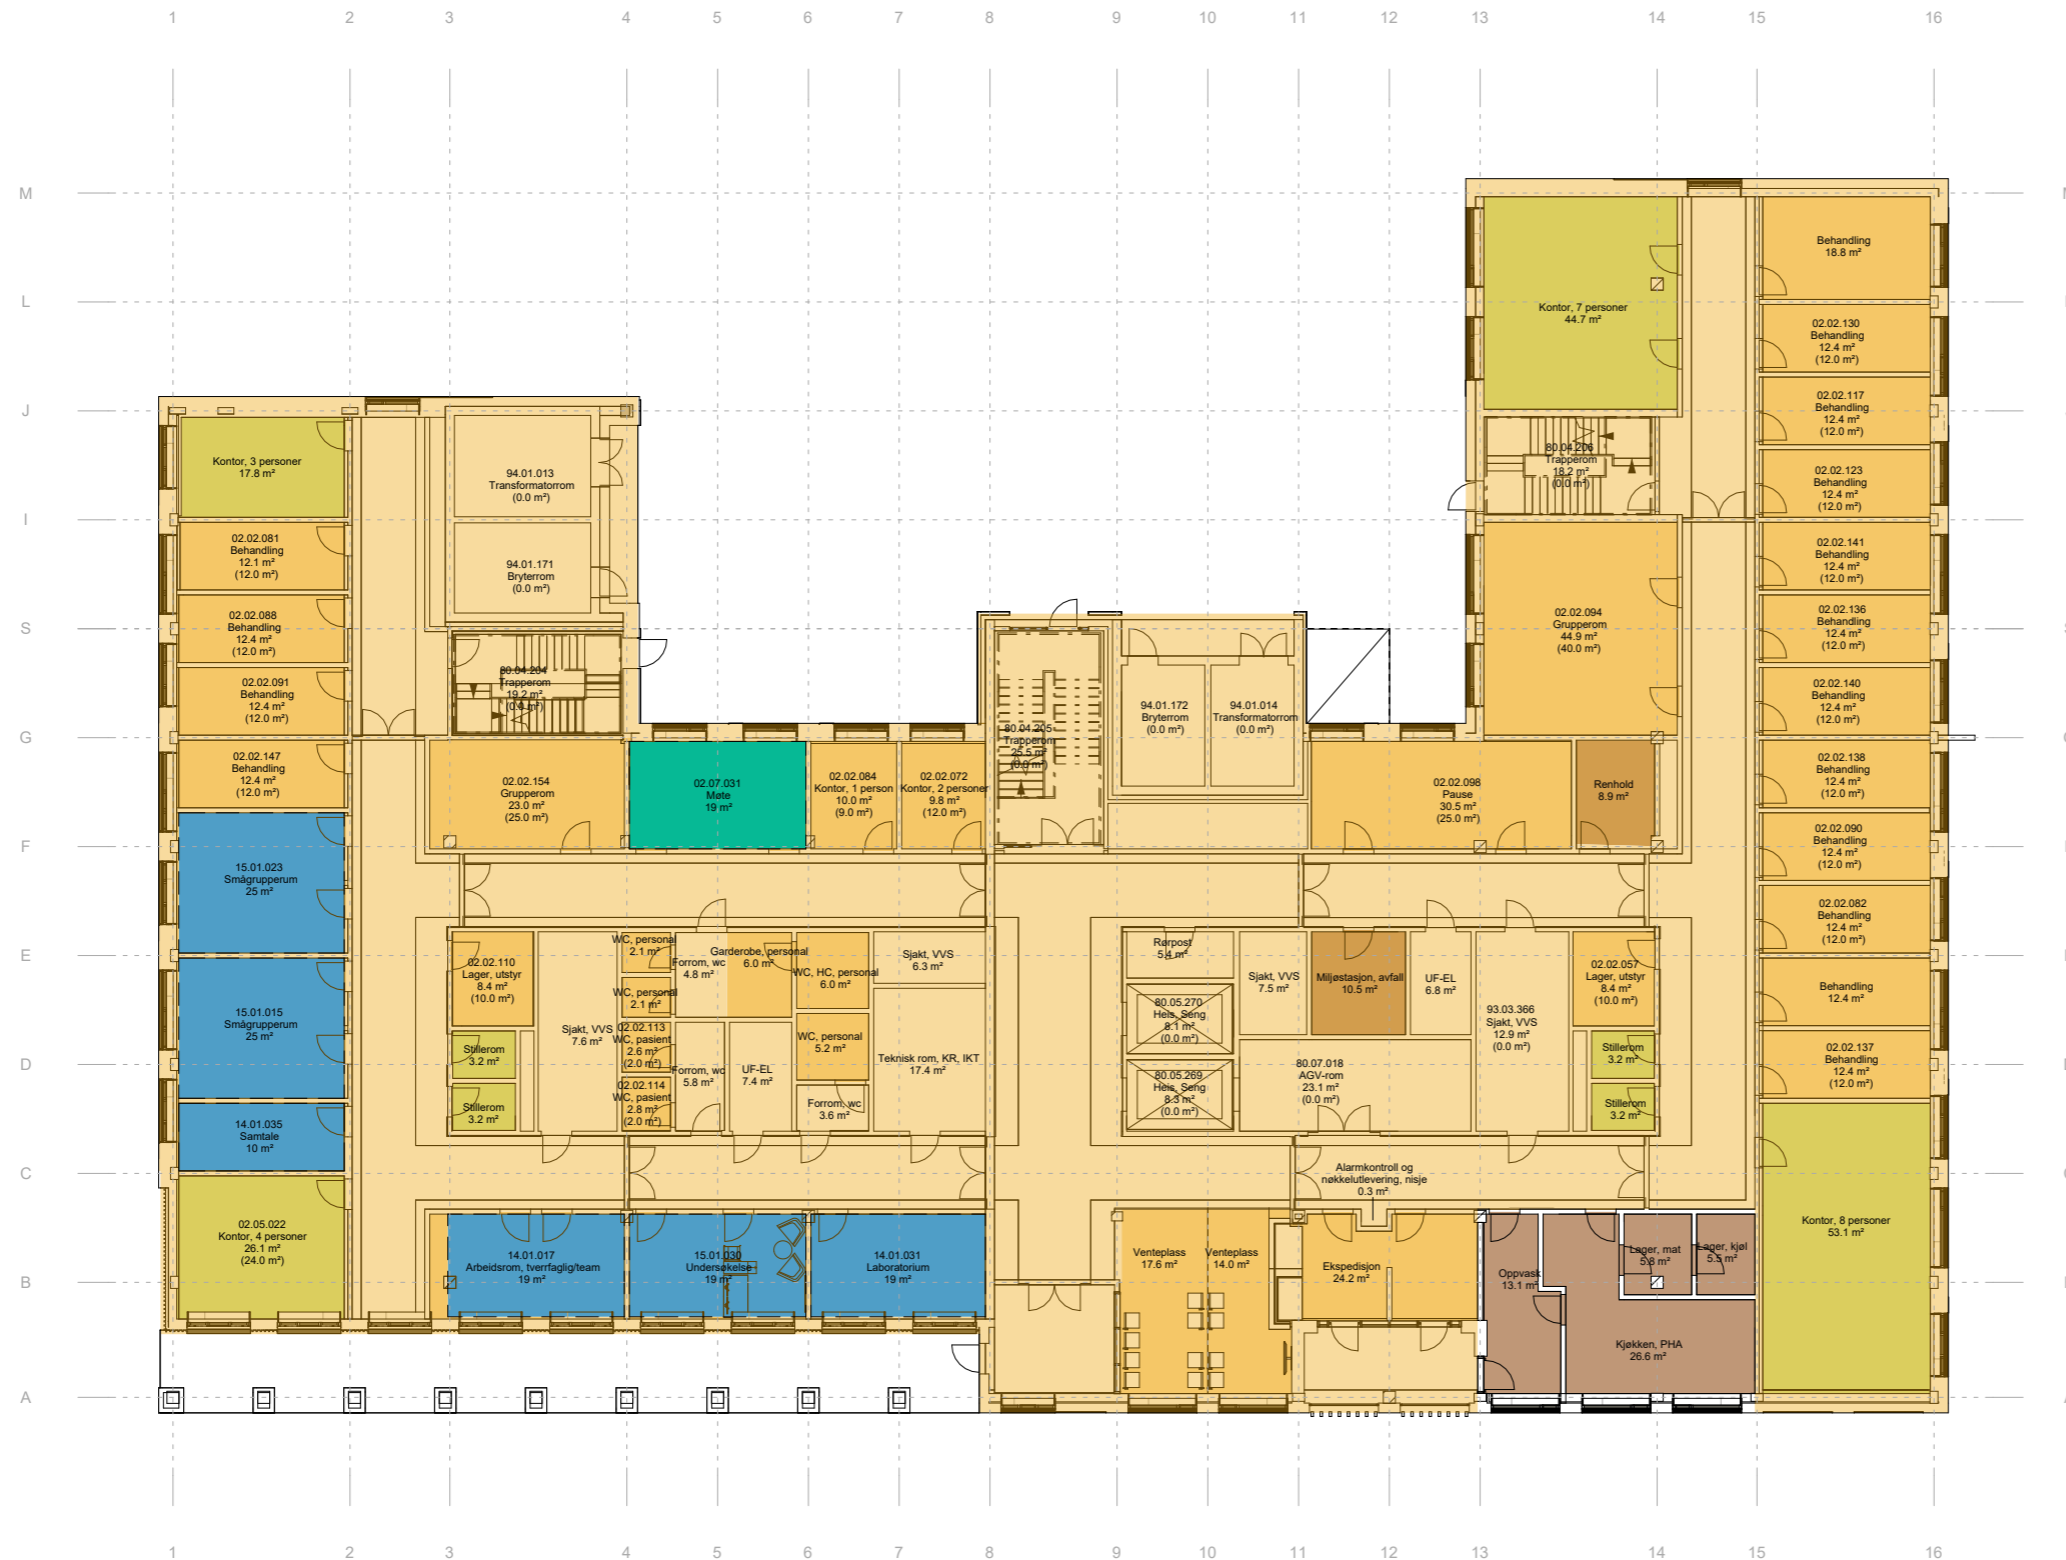 1 2 3 4 5 6 7 8 9 10 11 12 13 14 15 16
M
L
J
I
S
G
F
E
D
C
B
A
Kontor, 3 personer
17.8 m²
02.02.081
Behandling
12.1 m²
(12.0 m²)
02.02.088
Behandling
12.4 m²
(12.0 m²)
02.02.091
Behandling
12.4 m²
(12.0 m²)
02.02.147
Behandling
12.4 m²
(12.0 m²)
15.01.023
Smågrupperum
25 m²
15.01.015
Smågrupperum
25 m²
14.01.035
Samtale
10 m²
02.05.022
Kontor, 4 personer
26.1 m²
(24.0 m²)
94.01.013
Transformatorrom
(0.0 m²)
94.01.171
Bryterrom
(0.0 m²)
80.04.204
Trapperom
19.2 m²
(0.0 m²)
02.02.154
Grupperom
23.0 m²
(25.0 m²)
02.07.031
Møte
19 m²
02.02.084
Kontor, 1 person
10.0 m²
(9.0 m²)
02.02.072
Kontor, 2 personer
9.8 m²
(12.0 m²)
80.04.205
Trapperom
25.5 m²
(0.0 m²)
94.01.172
Bryterrom
(0.0 m²)
94.01.014
Transformatorrom
(0.0 m²)
02.02.098
Pause
30.5 m²
(25.0 m²)
Renhold
8.9 m²
Kontor, 7 personer
44.7 m²
80.04.206
Trapperom
18.2 m²
(0.0 m²)
02.02.094
Grupperom
44.9 m²
(40.0 m²)
Behandling
18.8 m²
02.02.130
Behandling
12.4 m²
(12.0 m²)
02.02.117
Behandling
12.4 m²
(12.0 m²)
02.02.123
Behandling
12.4 m²
(12.0 m²)
02.02.141
Behandling
12.4 m²
(12.0 m²)
02.02.136
Behandling
12.4 m²
(12.0 m²)
02.02.140
Behandling
12.4 m²
(12.0 m²)
02.02.138
Behandling
12.4 m²
(12.0 m²)
02.02.090
Behandling
12.4 m²
(12.0 m²)
02.02.082
Behandling
12.4 m²
(12.0 m²)
Behandling
12.4 m²
02.02.137
Behandling
12.4 m²
(12.0 m²)
Kontor, 8 personer
53.1 m²
02.02.110
Lager, utstyr
8.4 m²
(10.0 m²)
Stillerom
3.2 m²
Stillerom
3.2 m²
Sjakt, VVS
7.6 m²
WC, personal
2.1 m²
WC, personal
2.1 m²
02.02.113
WC, pasient
2.6 m²
(2.0 m²)
02.02.114
WC, pasient
2.8 m²
(2.0 m²)
Forrom, wc
4.8 m²
Forrom, wc
5.8 m²
Garderobe, personal
6.0 m²
UF-EL
7.4 m²
WC, HC, personal
6.0 m²
WC, personal
5.2 m²
Forrom, wc
3.6 m²
Sjakt, VVS
6.3 m²
Teknisk rom, KR, IKT
17.4 m²
Rørpost
5.4 m²
80.05.270
Heis, Seng
8.1 m²
(0.0 m²)
80.05.269
Heis, Seng
8.3 m²
(0.0 m²)
Sjakt, VVS
7.5 m²
Miljøstasjon, avfall
10.5 m²
UF-EL
6.8 m²
80.07.018
AGV-rom
23.1 m²
(0.0 m²)
93.03.366
Sjakt, VVS
12.9 m²
(0.0 m²)
02.02.057
Lager, utstyr
8.4 m²
(10.0 m²)
Stillerom
3.2 m²
Stillerom
3.2 m²
14.01.017
Arbeidsrom, tverrfaglig/team
19 m²
15.01.030
Undersøkelse
19 m²
14.01.031
Laboratorium
19 m²
Venteplass
17.6 m²
Venteplass
14.0 m²
Alarmkontroll og
nøkkelutlevering, nisje
0.3 m²
Ekspedisjon
24.2 m²
Oppvask
13.1 m²
Lager, mat
5.8 m²
Lager, kjøl
5.5 m²
Kjøkken, PHA
26.6 m²
1 2 3 4 5 6 7 8 9 10 11 12 13 14 15 16